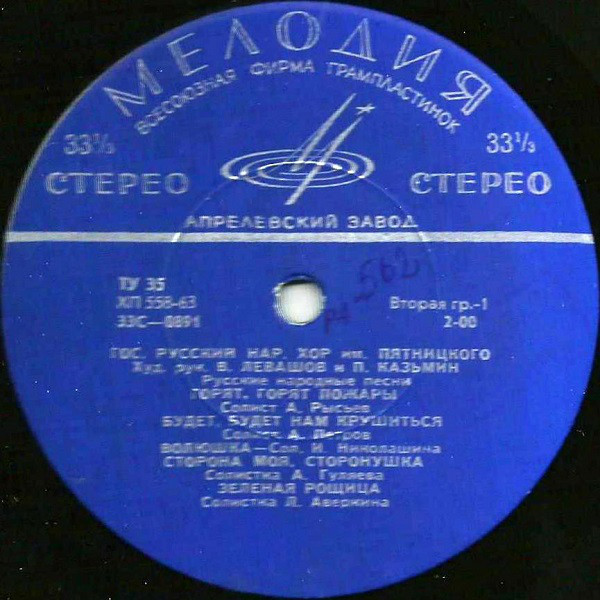 МЕЛОДИЯ
ВСЕСОЮЗНАЯ ФИРМА ГРАМПЛАСТИНОК
33⅓ 33⅓
СТЕРЕО СТЕРЕО
АПРЕЛЕВСКИЙ ЗАВОД
ТУ 35
ХП 558-63 Вторая гр.-1
33С—0891 2-00
ГОС. РУССКИЙ НАР. ХОР им. ПЯТНИЦКОГО
Худ. рук. В. ЛЕВАШОВ и П. КАЗЬМИН
Русские народные песни
ГОРЯТ, ГОРЯТ ПОЖАРЫ
Солист А. Рысьев
БУДЕТ, БУДЕТ НАМ КРУШИТЬСЯ
Солист А. Петров
ВОЛЮШКА—Сол. Н. Николашина
СТОРОНА МОЯ, СТОРОНУШКА
Солистка А. Гуляева
ЗЕЛЕНАЯ РОЩИЦА
Солистка Л. Аверкина